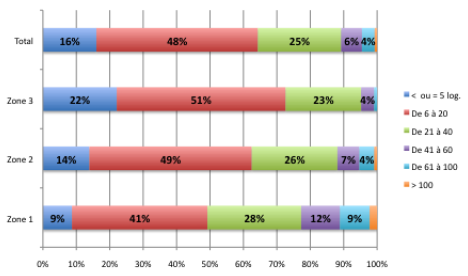 Total
16% 48% 25% 6% 4%
Zone 3
22% 51% 23% 4%
Zone 2
14% 49% 26% 7% 4%
Zone 1
9% 41% 28% 12% 9%
0% 10% 20% 30% 40% 50% 60% 70% 80% 90% 100%
< ou = 5 log.
De 6 à 20
De 21 à 40
De 41 à 60
De 61 à 100
> 100